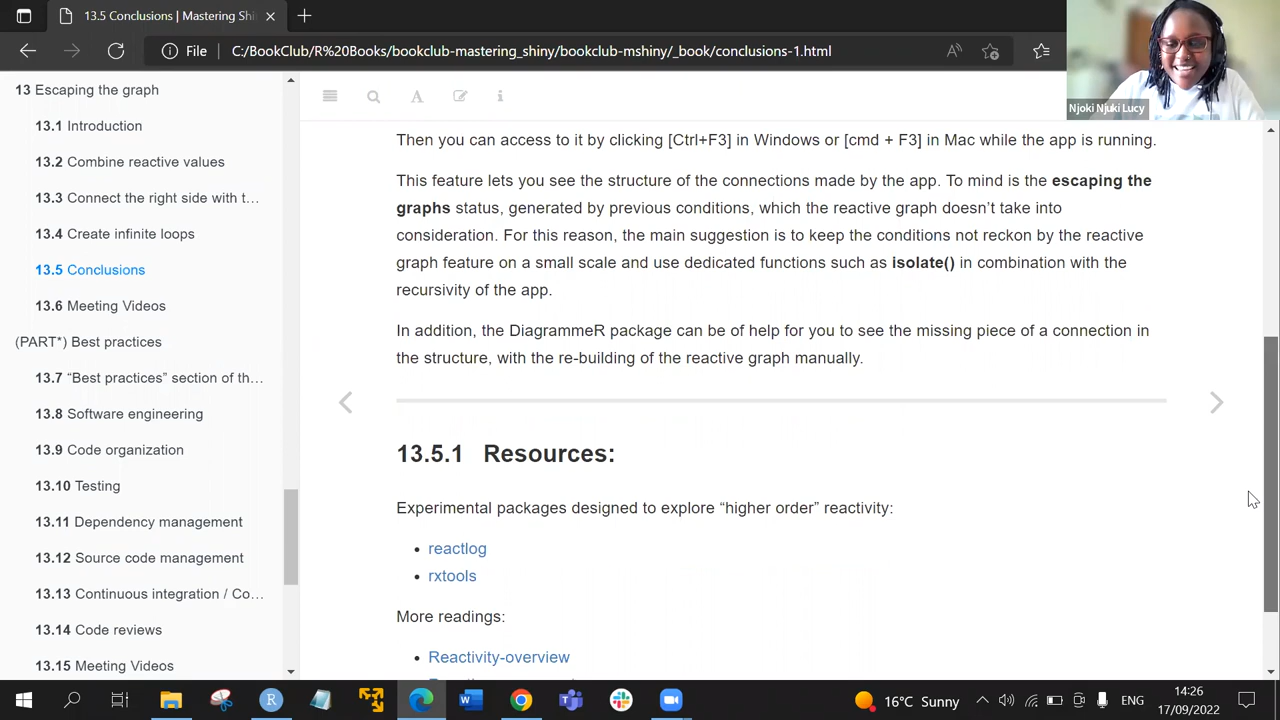 13.5 Conclusions | Mastering Shi
File
C:/BookClub/R%20Books/bookclub-mastering_shiny/bookclub-mshiny/_book/conclusions-1.html
Njoki Njuki Lucy
13 Escaping the graph
13.1 Introduction
13.2 Combine reactive values
13.3 Connect the right side with t…
13.4 Create infinite loops
13.5 Conclusions
13.6 Meeting Videos
(PART*) Best practices
13.7 “Best practices” section of th…
13.8 Software engineering
13.9 Code organization
13.10 Testing
13.11 Dependency management
13.12 Source code management
13.13 Continuous integration / Co…
13.14 Code reviews
13.15 Meeting Videos
Then you can access to it by clicking [Ctrl+F3] in Windows or [cmd + F3] in Mac while the app is running.
This feature lets you see the structure of the connections made by the app. To mind is the escaping the
graphs status, generated by previous conditions, which the reactive graph doesn’t take into
consideration. For this reason, the main suggestion is to keep the conditions not reckon by the reactive
graph feature on a small scale and use dedicated functions such as isolate() in combination with the
recursivity of the app.
In addition, the DiagrammeR package can be of help for you to see the missing piece of a connection in
the structure, with the re-building of the reactive graph manually.
13.5.1 Resources:
Experimental packages designed to explore “higher order” reactivity:
• reactlog
• rxtools
More readings:
• Reactivity-overview
16°C Sunny
ENG
14:26
17/09/2022